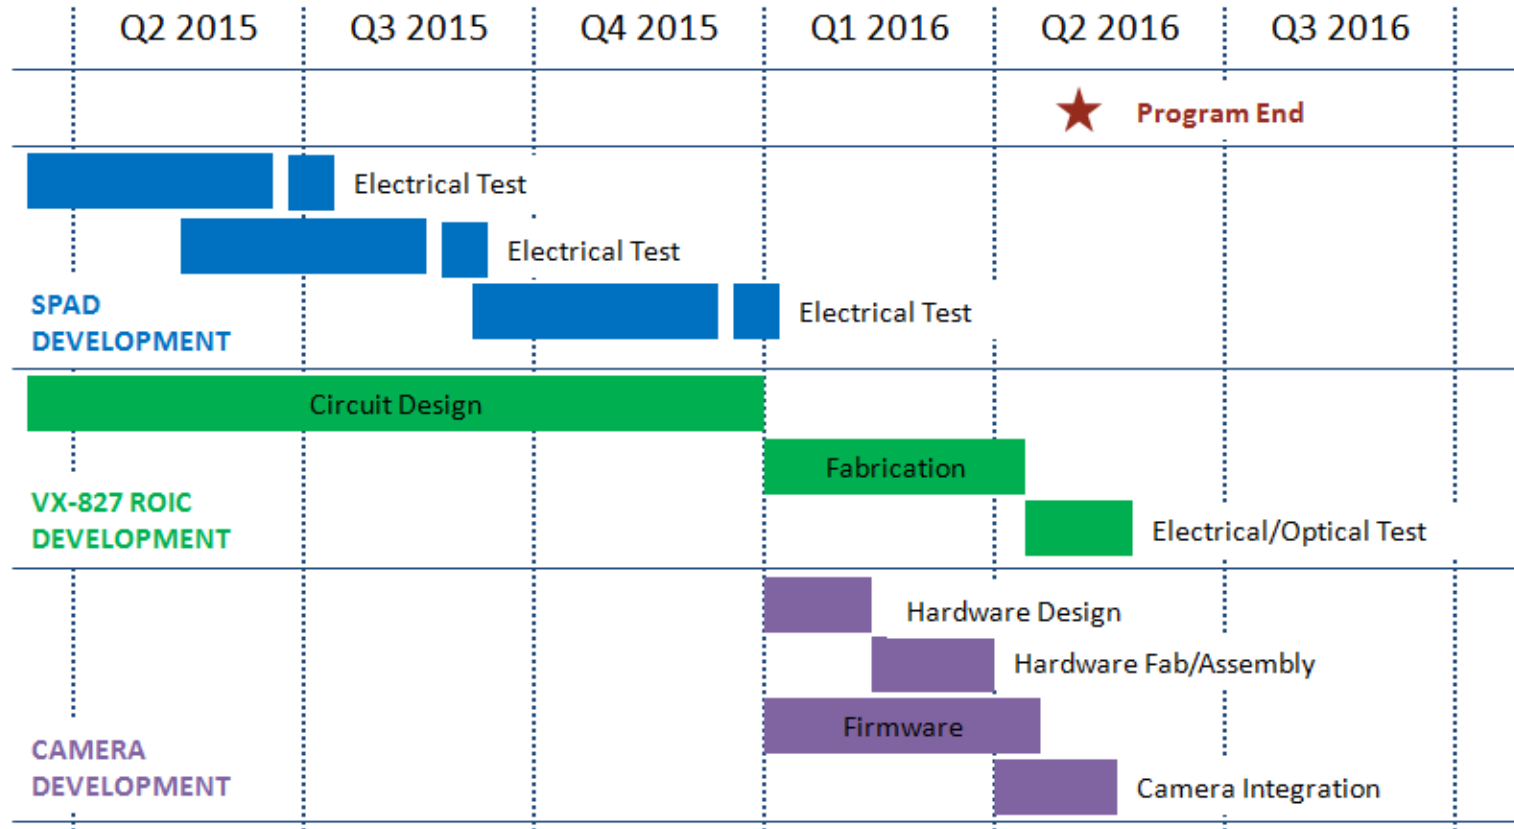 Q2 2015
Q3 2015
Q4 2015
Q1 2016
Q2 2016
Q3 2016
Program End
Electrical Test
Electrical Test
Electrical Test
SPAD
DEVELOPMENT
Circuit Design
Fabrication
Electrical/Optical Test
VX-827 ROIC
DEVELOPMENT
Hardware Design
Hardware Fab/Assembly
Firmware
Camera Integration
CAMERA
DEVELOPMENT